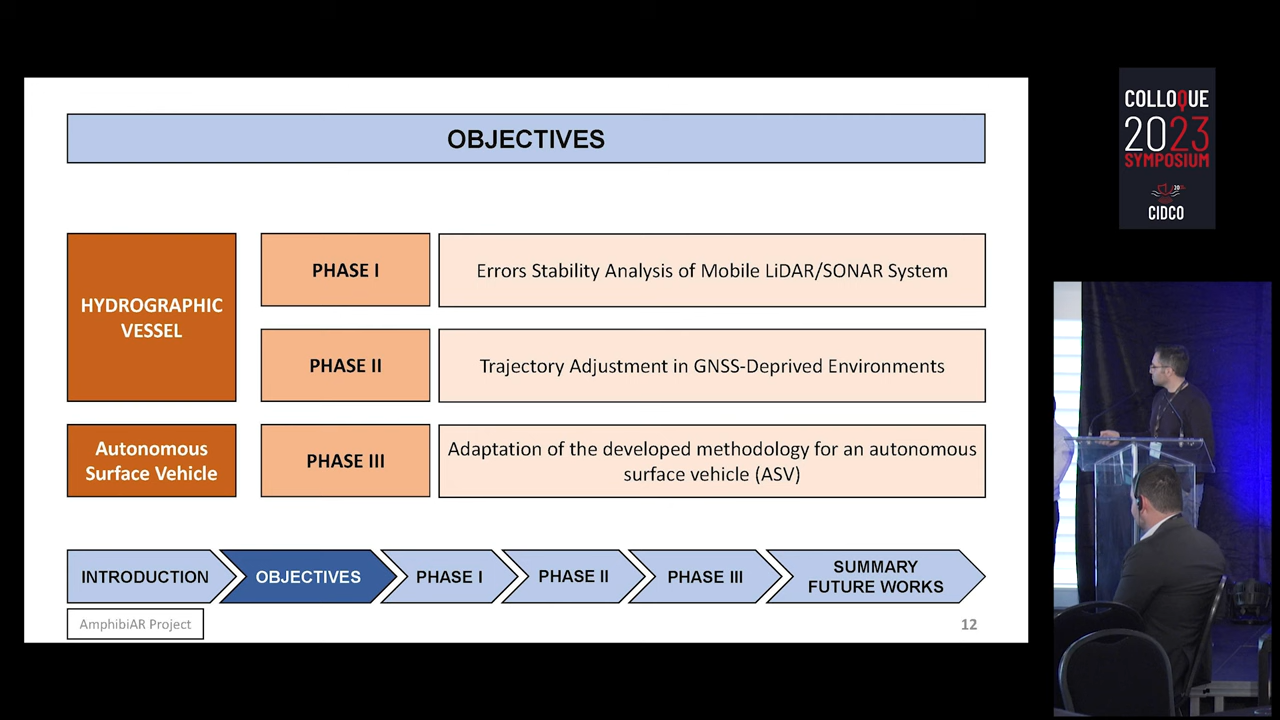 OBJECTIVES
HYDROGRAPHIC
VESSEL
PHASE I
Errors Stability Analysis of Mobile LiDAR/SONAR System
PHASE II
Trajectory Adjustment in GNSS-Deprived Environments
Autonomous
Surface Vehicle
PHASE III
Adaptation of the developed methodology for an autonomous
surface vehicle (ASV)
INTRODUCTION
OBJECTIVES
PHASE I
PHASE II
PHASE III
SUMMARY
FUTURE WORKS
AmphibiAR Project
12
COLLOQUE
2023
SYMPOSIUM
CIDCO